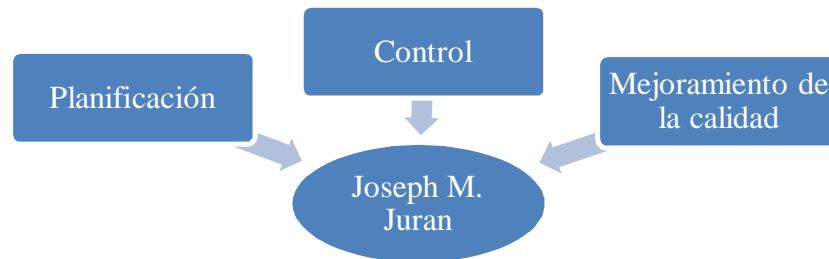 Control
Planificación
Mejoramiento de
la calidad
Joseph M.
Juran